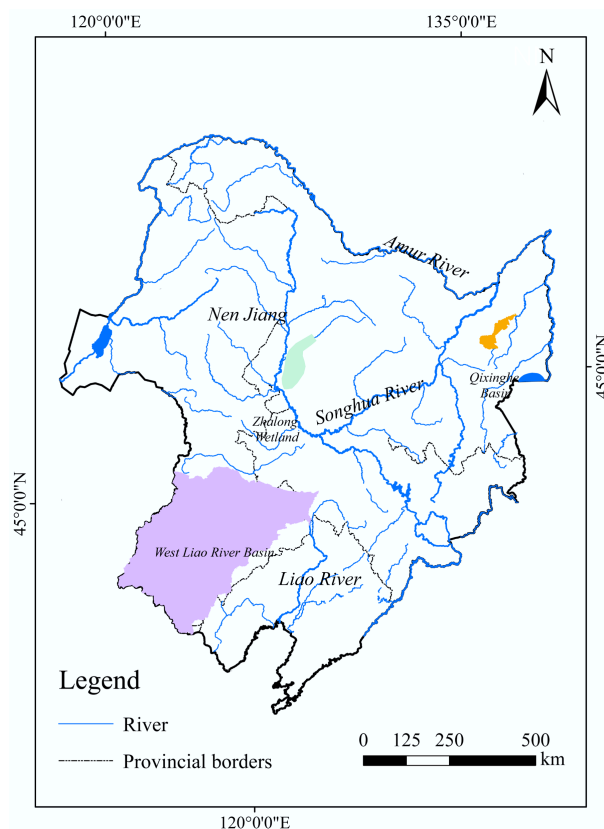 120°0'0"E
135°0'0"E
N
Amur River
Nen Jiang
45°0'0"N
Qixinghe
Basin
Songhua River
Zhalong
Wetland
45°0'0"N
West Liao River Basin
Liao River
Legend
River
Provincial borders
0 125 250 500
km
120°0'0"E